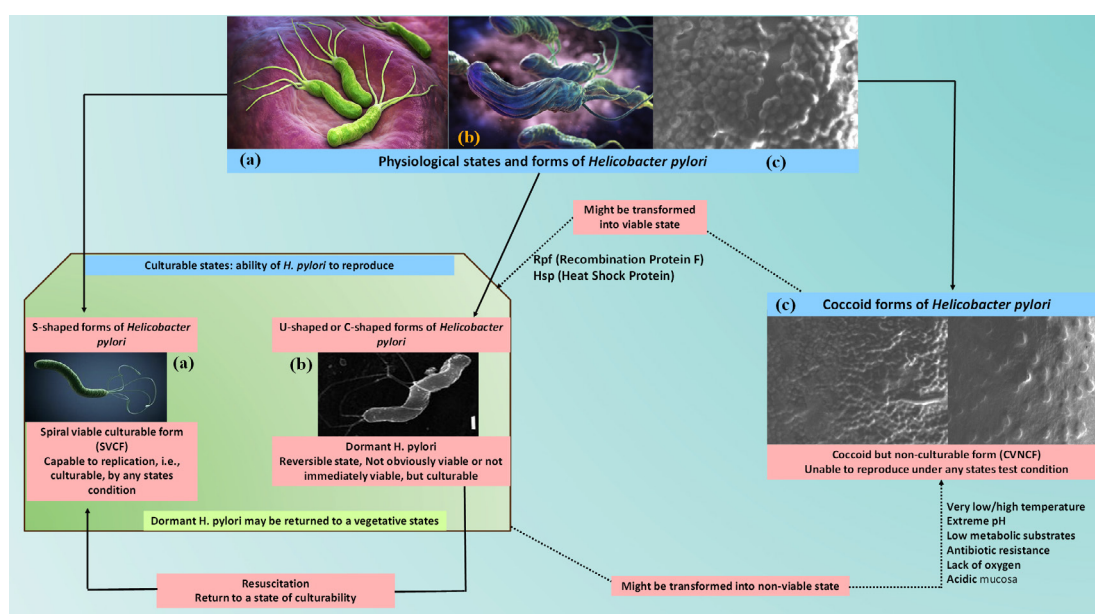 (a)
(b)
(c)
Physiological states and forms of Helicobacter pylori
Might be transformed
into viable state
Rpf (Recombination Protein F)
Hsp (Heat Shock Protein)
Culturable states: ability of H. pylori to reproduce
S-shaped forms of Helicobacter
pylori
(a)
Spiral viable culturable form
(SVCF)
Capable to replication, i.e.,
culturable, by any states
condition
U-shaped or C-shaped forms of Helicobacter
pylori
(b)
Dormant H. pylori
Reversible state, Not obviously viable or not
immediately viable, but culturable
Dormant H. pylori may be returned to a vegetative states
(c)
Coccoid forms of Helicobacter pylori
Coccoid but non-culturable form (CVNCF)
Unable to reproduce under any states test condition
Very low/high temperature
Extreme pH
Low metabolic substrates
Antibiotic resistance
Lack of oxygen
Acidic mucosa
Resuscitation
Return to a state of culturability
Might be transformed into non-viable state